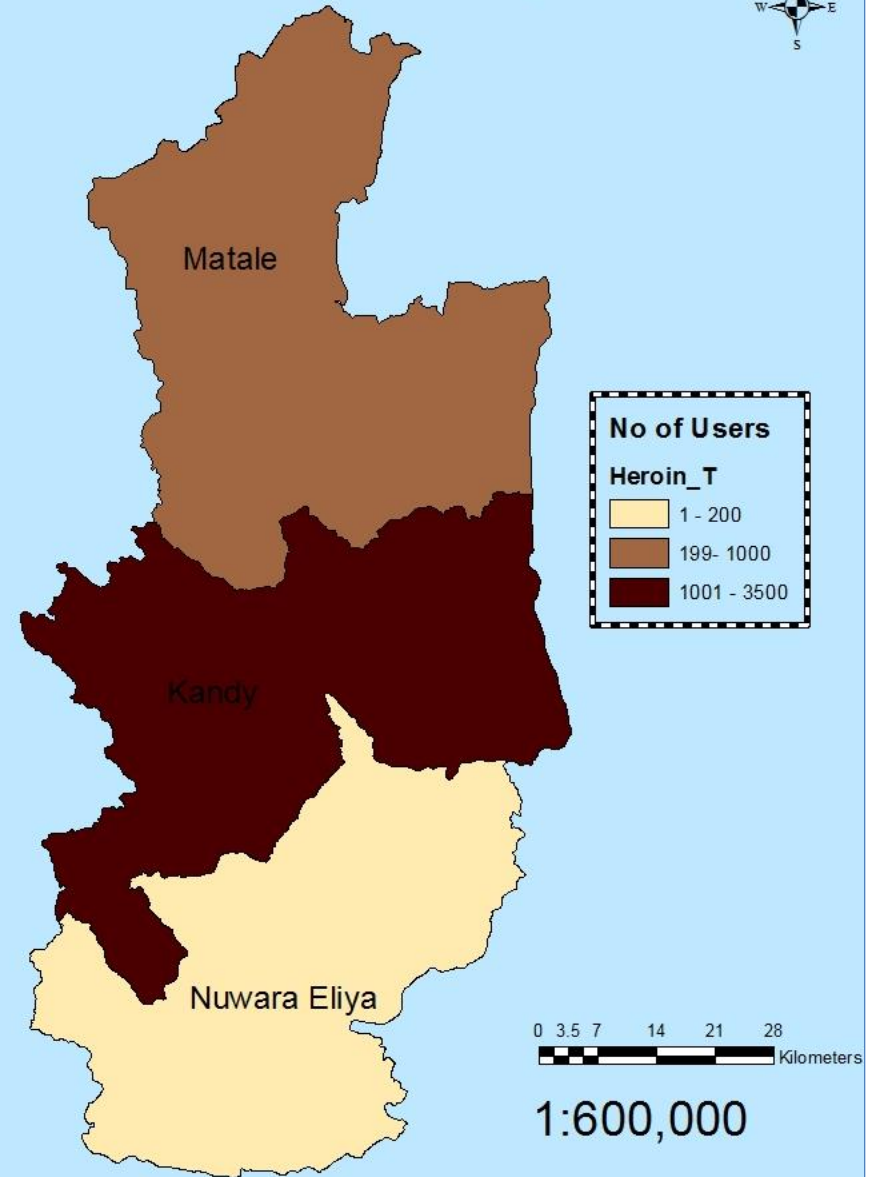 W E
S
Matale
No of Users
Heroin_T
1 - 200
199- 1000
1001 - 3500
Kandy
Nuwara Eliya
0 3.5 7 14 21 28
Kilometers
1:600,000